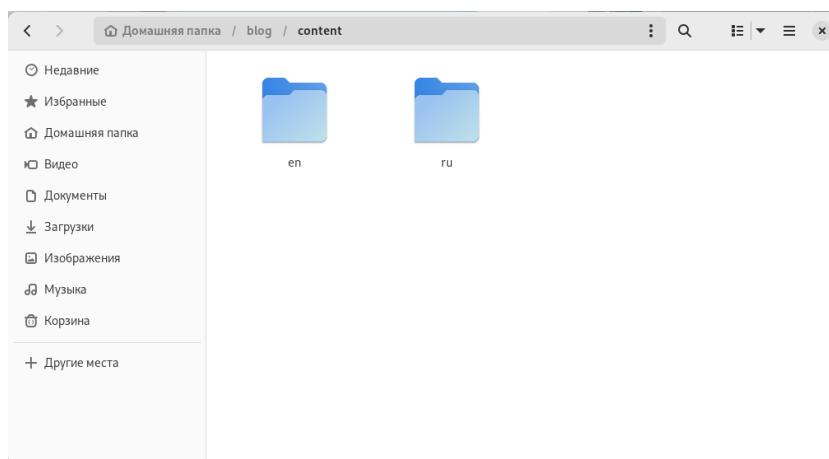 Домашняя папка / blog / content
Недавние
Избранные
Домашняя папка
Видео
Документы
Загрузки
Изображения
Музыка
Корзина
Другие места
en
ru